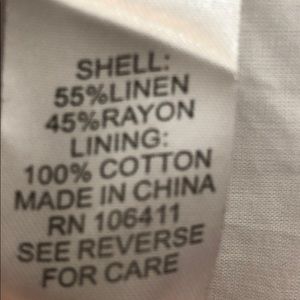 SHELL:
55%LINEN
45%RAYON
LINING:
100% COTTON
MADE IN CHINA
RN 106411
SEE REVERSE
FOR CARE